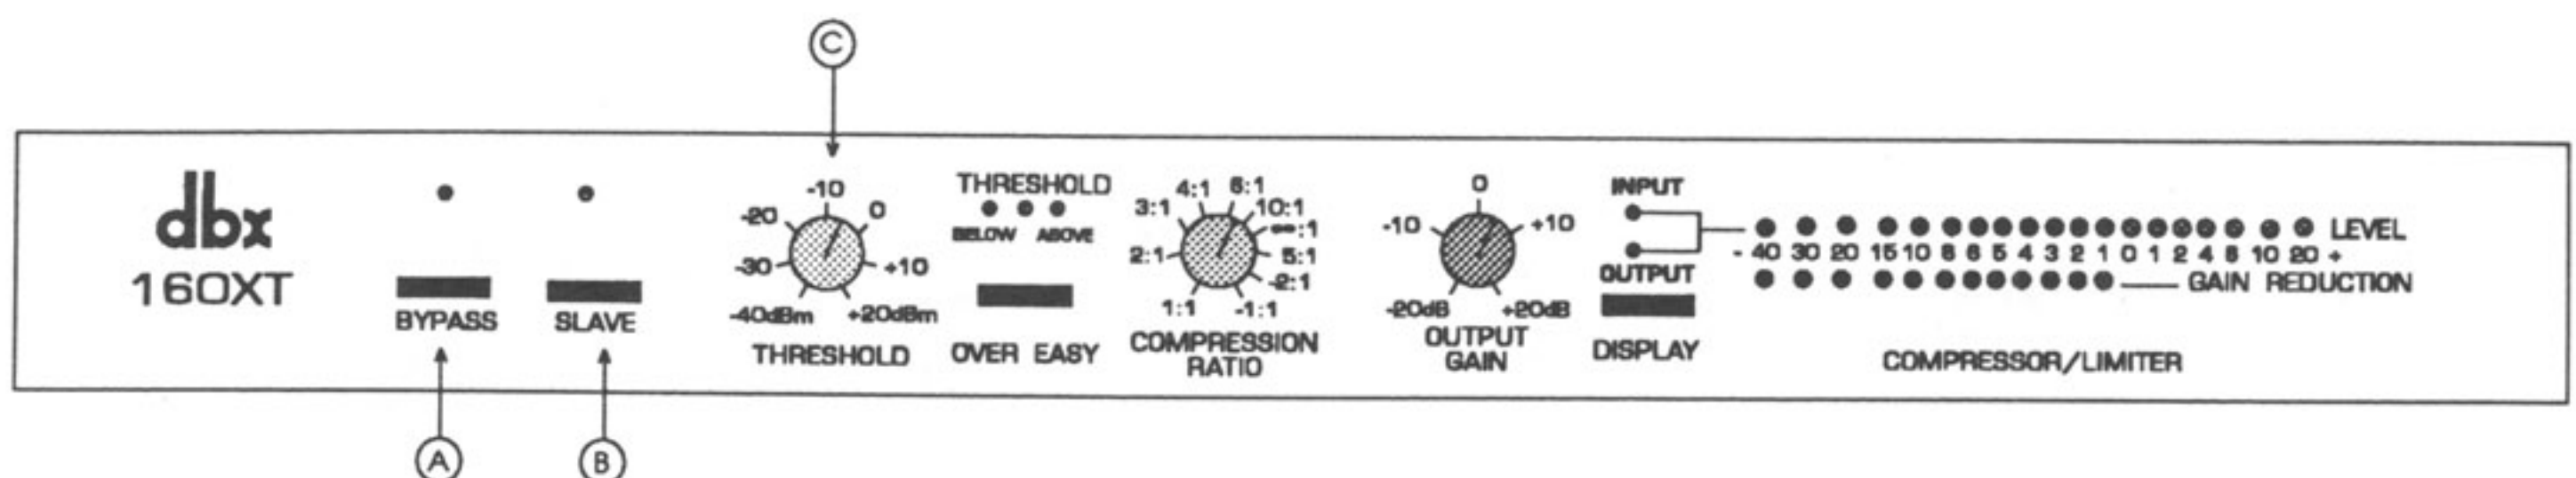 C
dbx
160XT
BYPASS
SLAVE
-40dBm -30 -20 -10 0 +10 +20dBm
THRESHOLD
THRESHOLD
BELOW ABOVE
OVER EASY
1:1 2:1 3:1 4:1 6:1 10:1 ∞:1 5:1 -2:1 -1:1
COMPRESSION
RATIO
-20dB -10 0 +10 +20dB
OUTPUT
GAIN
INPUT
OUTPUT
DISPLAY
LEVEL
- 40 30 20 15 10 8 6 5 4 3 2 1 0 1 2 4 6 10 20 +
GAIN REDUCTION
COMPRESSOR/LIMITER
A
B